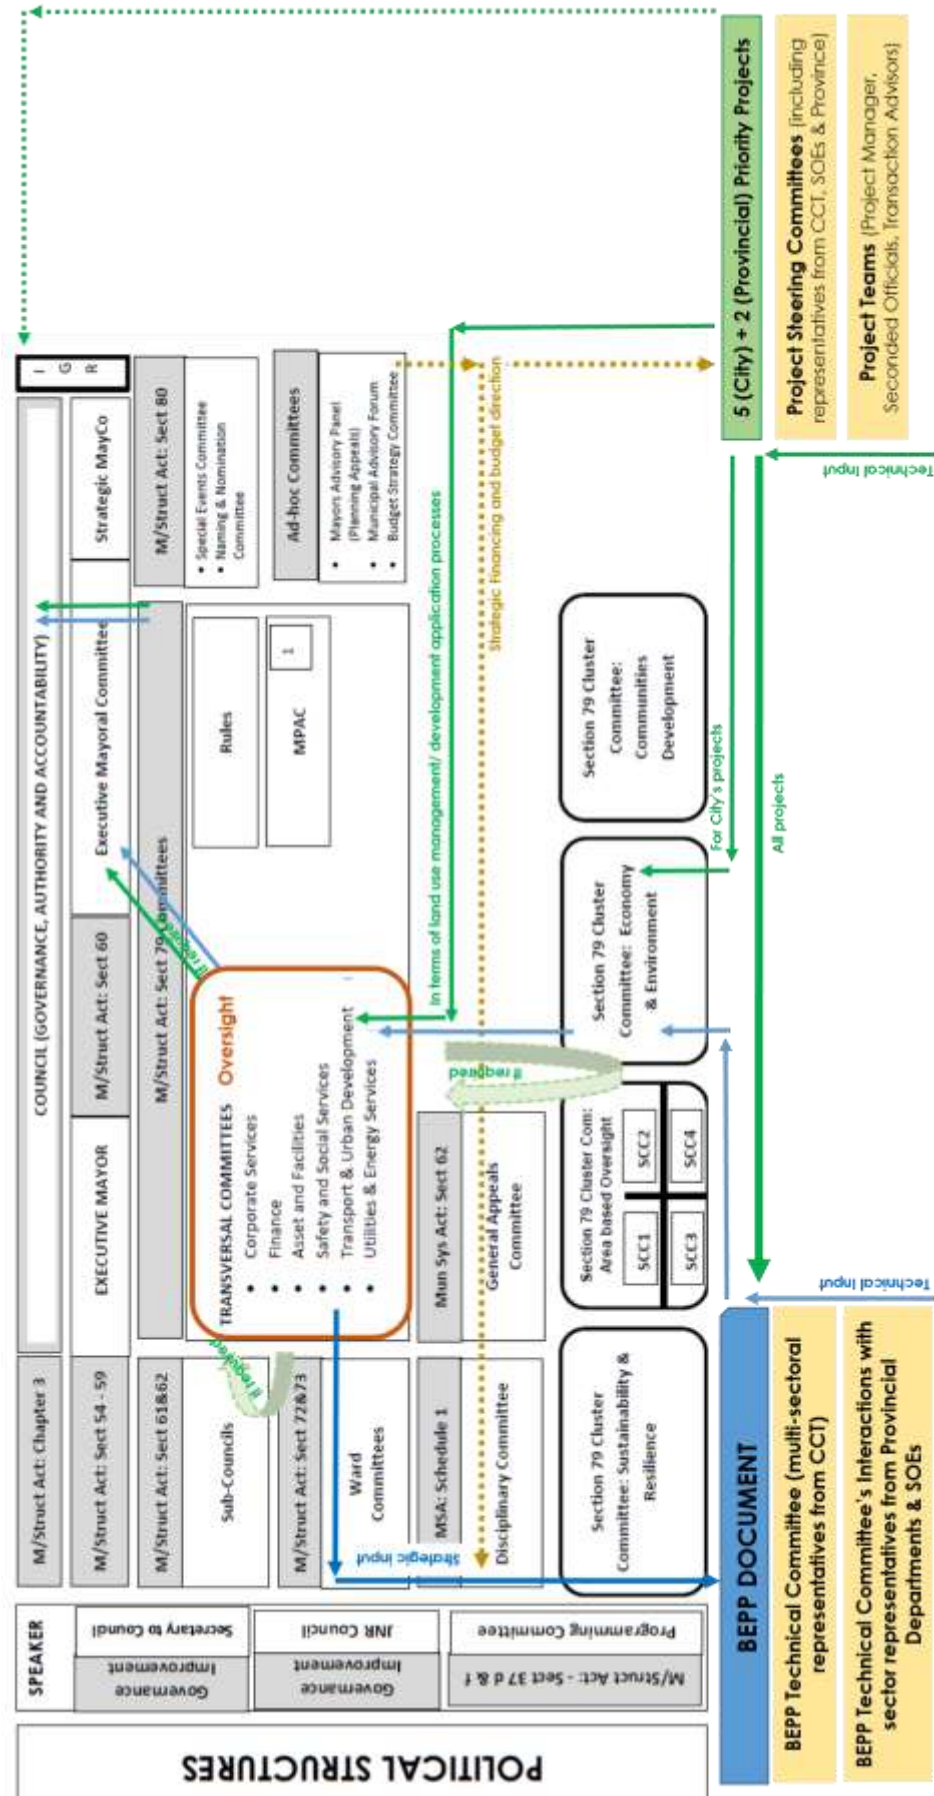 POLITICAL STRUCTURES
SPEAKER
Governance
Improvement
Secretary to Council
Governance
Improvement
JNR Council
M/Struct Act: - Sect 37 d & f
Programming Committee
M/Struct Act: Chapter 3
COUNCIL (GOVERNANCE, AUTHORITY AND ACCOUNTABILITY)
I G R
M/Struct Act: Sect 54 - 59
EXECUTIVE MAYOR
M/Struct Act: Sect 60
Executive Mayoral Committee
Strategic MayCo
M/Struct Act: Sect 61&62
M/Struct Act: Sect 79 Committees
M/Struct Act: Sect 80
Sub-Councils
If required
TRANSVERSAL COMMITTEES Oversight
• Corporate Services
• Finance
• Asset and Facilities
• Safety and Social Services
• Transport & Urban Development
• Utilities & Energy Services
If required
Rules
MPAC
1
• Special Events Committee
• Naming & Nomination
Committee
Ad-hoc Committees
• Mayors Advisory Panel
(Planning Appeals)
• Municipal Advisory Forum
• Budget Strategy Committee
M/Struct Act: Sect 72&73
Ward
Committees
Strategic input
MSA: Schedule 1
Disciplinary Committee
Mun Sys Act: Sect 62
General Appeals
Committee
If required
In terms of land use management/ development application processes
Strategic Financing and budget direction
Section 79 Cluster
Committee: Sustainability &
Resilience
Section 79 Cluster Com:
Area based Oversight
SCC1
SCC2
SCC3
SCC4
Section 79 Cluster
Committee: Economy
& Environment
Section 79 Cluster
Committee:
Communities
Development
For City's projects
All projects
BEPP DOCUMENT
BEPP Technical Committee (multi-sectoral
representatives from CCT)
BEPP Technical Committee's Interactions with
sector representatives from Provincial
Departments & SOEs
Technical Input
5 (City) + 2 (Provincial) Priority Projects
Project Steering Committees (including
representatives from CCT, SOEs & Province)
Project Teams (Project Manager,
Seconded Officials, Transaction Advisors)
Technical Input